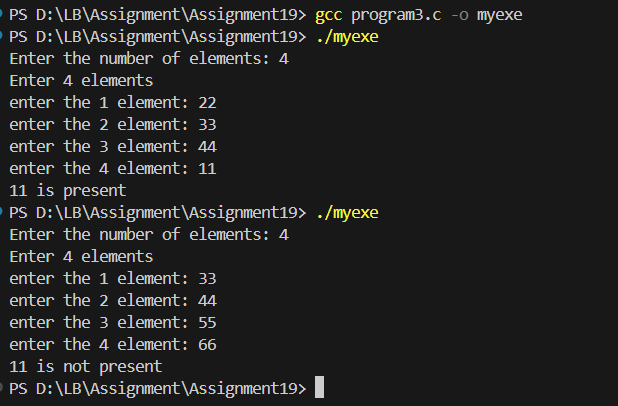 PS D:\LB\Assignment\Assignment19> gcc program3.c -o myexe
PS D:\LB\Assignment\Assignment19> ./myexe
Enter the number of elements: 4
Enter 4 elements
enter the 1 element: 22
enter the 2 element: 33
enter the 3 element: 44
enter the 4 element: 11
11 is present
PS D:\LB\Assignment\Assignment19> ./myexe
Enter the number of elements: 4
Enter 4 elements
enter the 1 element: 33
enter the 2 element: 44
enter the 3 element: 55
enter the 4 element: 66
11 is not present
PS D:\LB\Assignment\Assignment19>